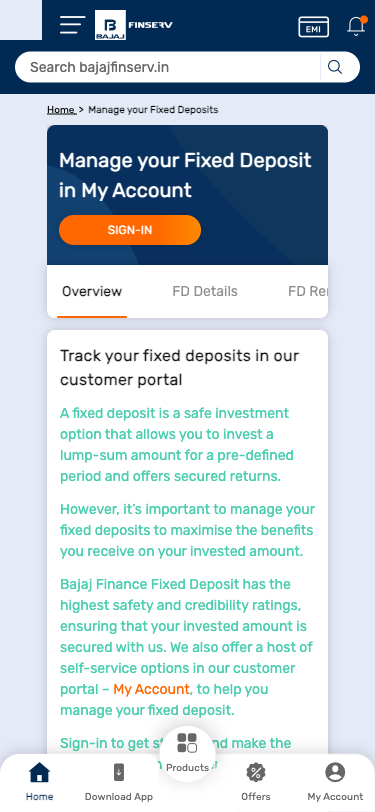 BAJAJ
FINSERV
EMI
Search bajajfinserv.in
Home > Manage your Fixed Deposits
Manage your Fixed Deposit
in My Account
SIGN-IN
Overview FD Details FD
Track your fixed deposits in our
customer portal
A fixed deposit is a safe investment
option that allows you to invest a
lump-sum amount for a pre-defined
period and offers secured returns.
However, it's important to manage your
fixed deposits to maximise the benefits
you receive on your invested amount.
Bajaj Finance Fixed Deposit has the
highest safety and credibility ratings,
ensuring that your invested amount is
secured with us. We also offer a host of
self-service options in our customer
portal – My Account, to help you
manage your fixed deposit.
Sign-in to get and make the
Products
Home Download App Offers My Account